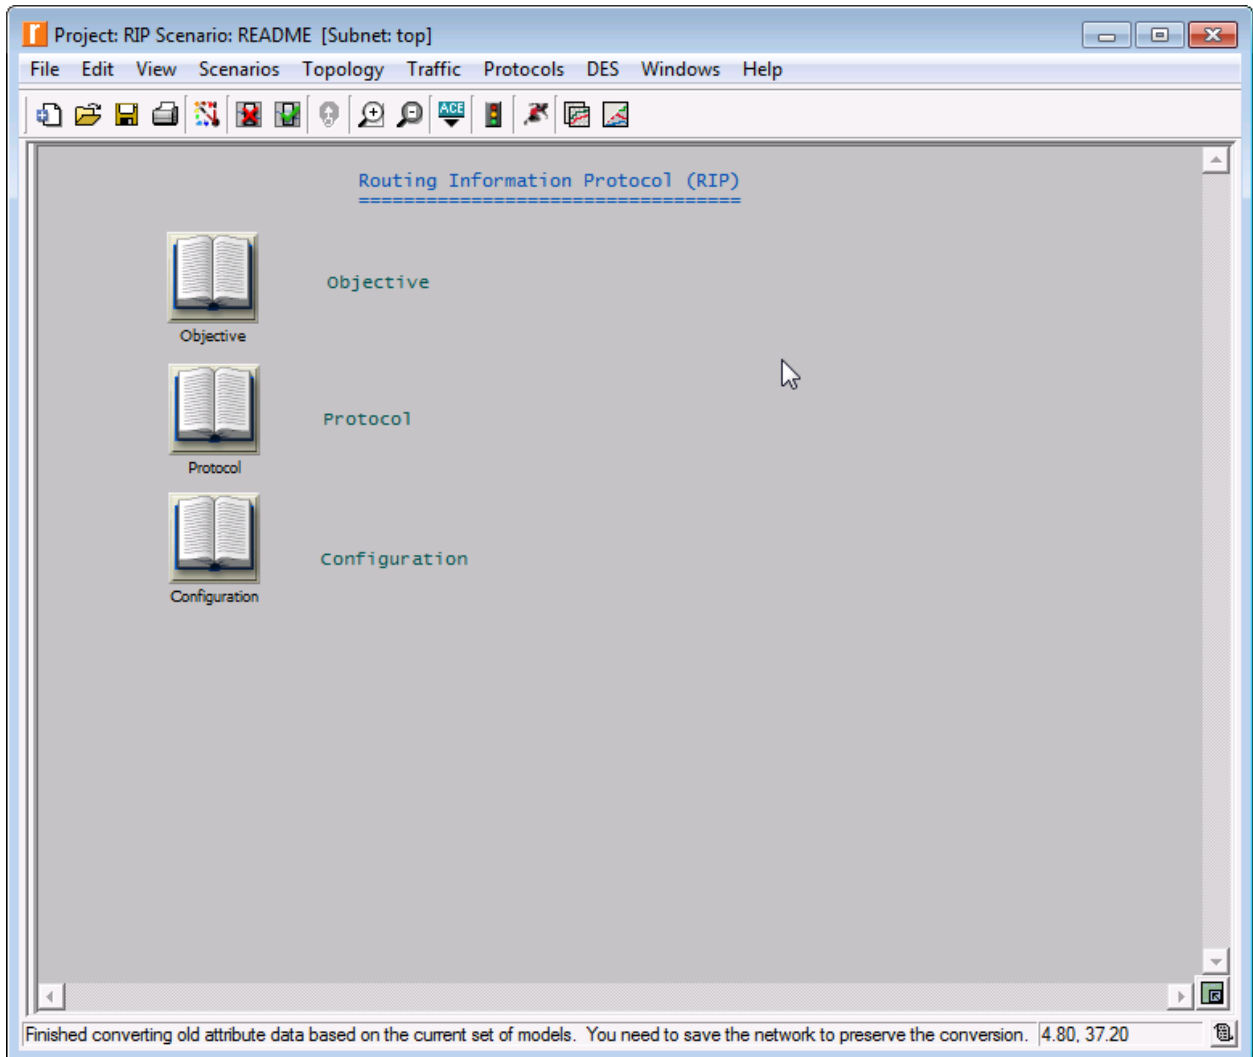 Project: RIP Scenario: README [Subnet: top]
File Edit View Scenarios Topology Traffic Protocols DES Windows Help
ACE
Routing Information Protocol (RIP)
==================================
Objective
Objective
Protocol
Protocol
Configuration
Configuration
Finished converting old attribute data based on the current set of models. You need to save the network to preserve the conversion. 4.80, 37.20